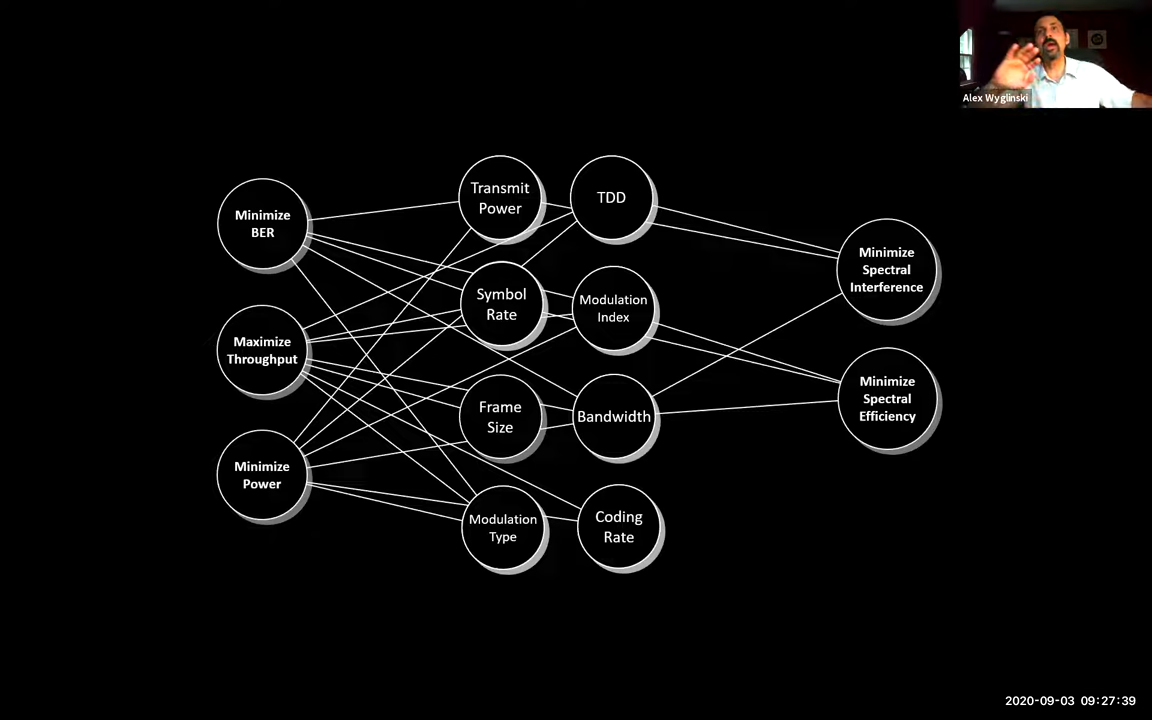 Alex Wyglinski
Minimize
BER
Maximize
Throughput
Minimize
Power
Transmit
Power
Symbol
Rate
Frame
Size
Modulation
Type
TDD
Modulation
Index
Bandwidth
Coding
Rate
Minimize
Spectral
Interference
Minimize
Spectral
Efficiency
2020-09-03 09:27:39